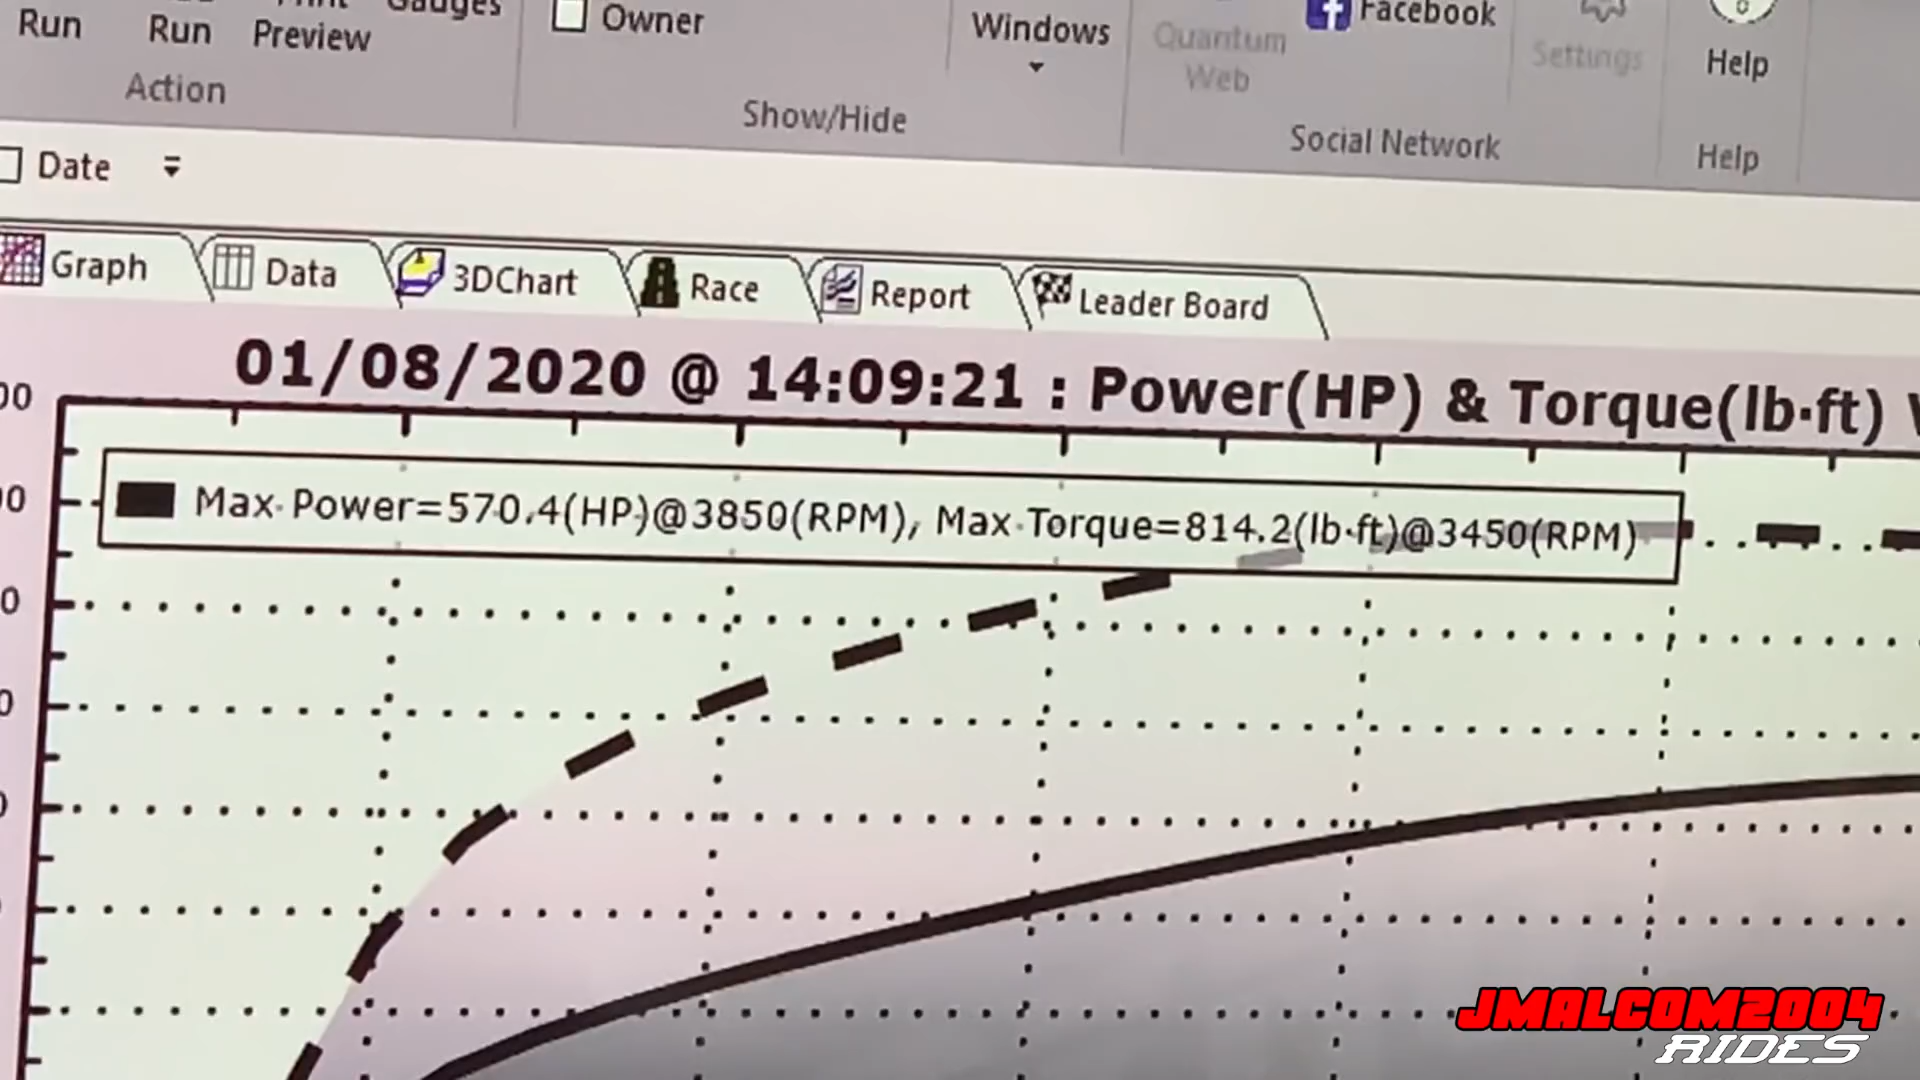 Run
Run
Print
Preview
Gauges
Owner
Windows
Quantum
Web
Facebook
Settings
Help
Action
Show/Hide
Social Network
Help
Date
Graph
Data
3DChart
Race
Report
Leader Board
01/08/2020 @ 14:09:21 : Power(HP) & Torque(lb·ft)
Max Power=570.4(HP)@3850(RPM), Max Torque=814.2(lb·ft)@3450(RPM)
JMALCOM2004
RIDES